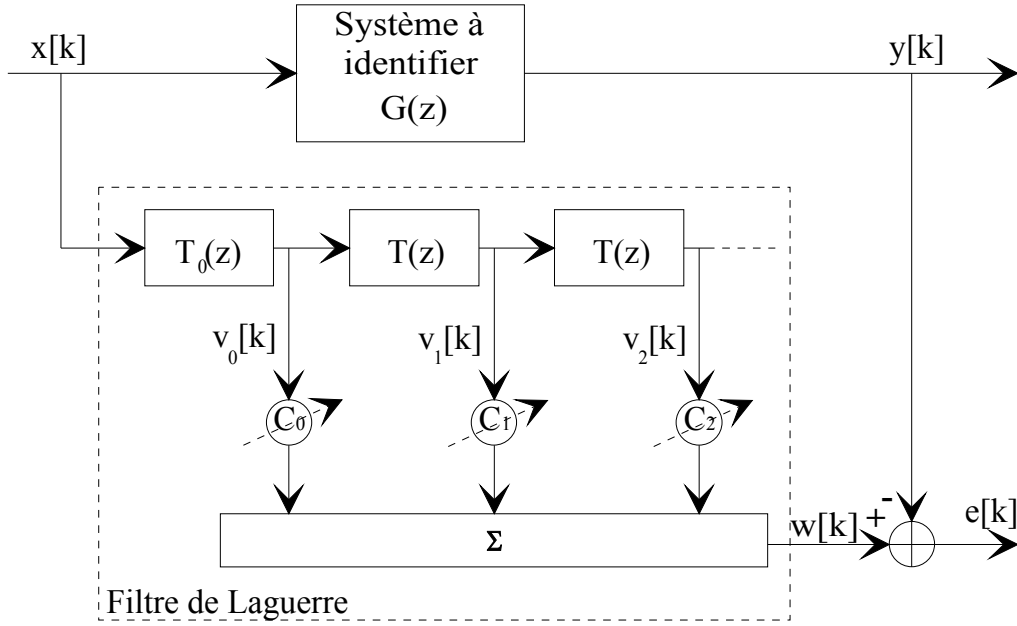 x[k]
Système à
identifier
G(z)
y[k]
T₀(z)
T(z)
T(z)
v₀[k]
v₁[k]
v₂[k]
C₀
C₁
C₂
Σ
w[k]
+
-
e[k]
Filtre de Laguerre